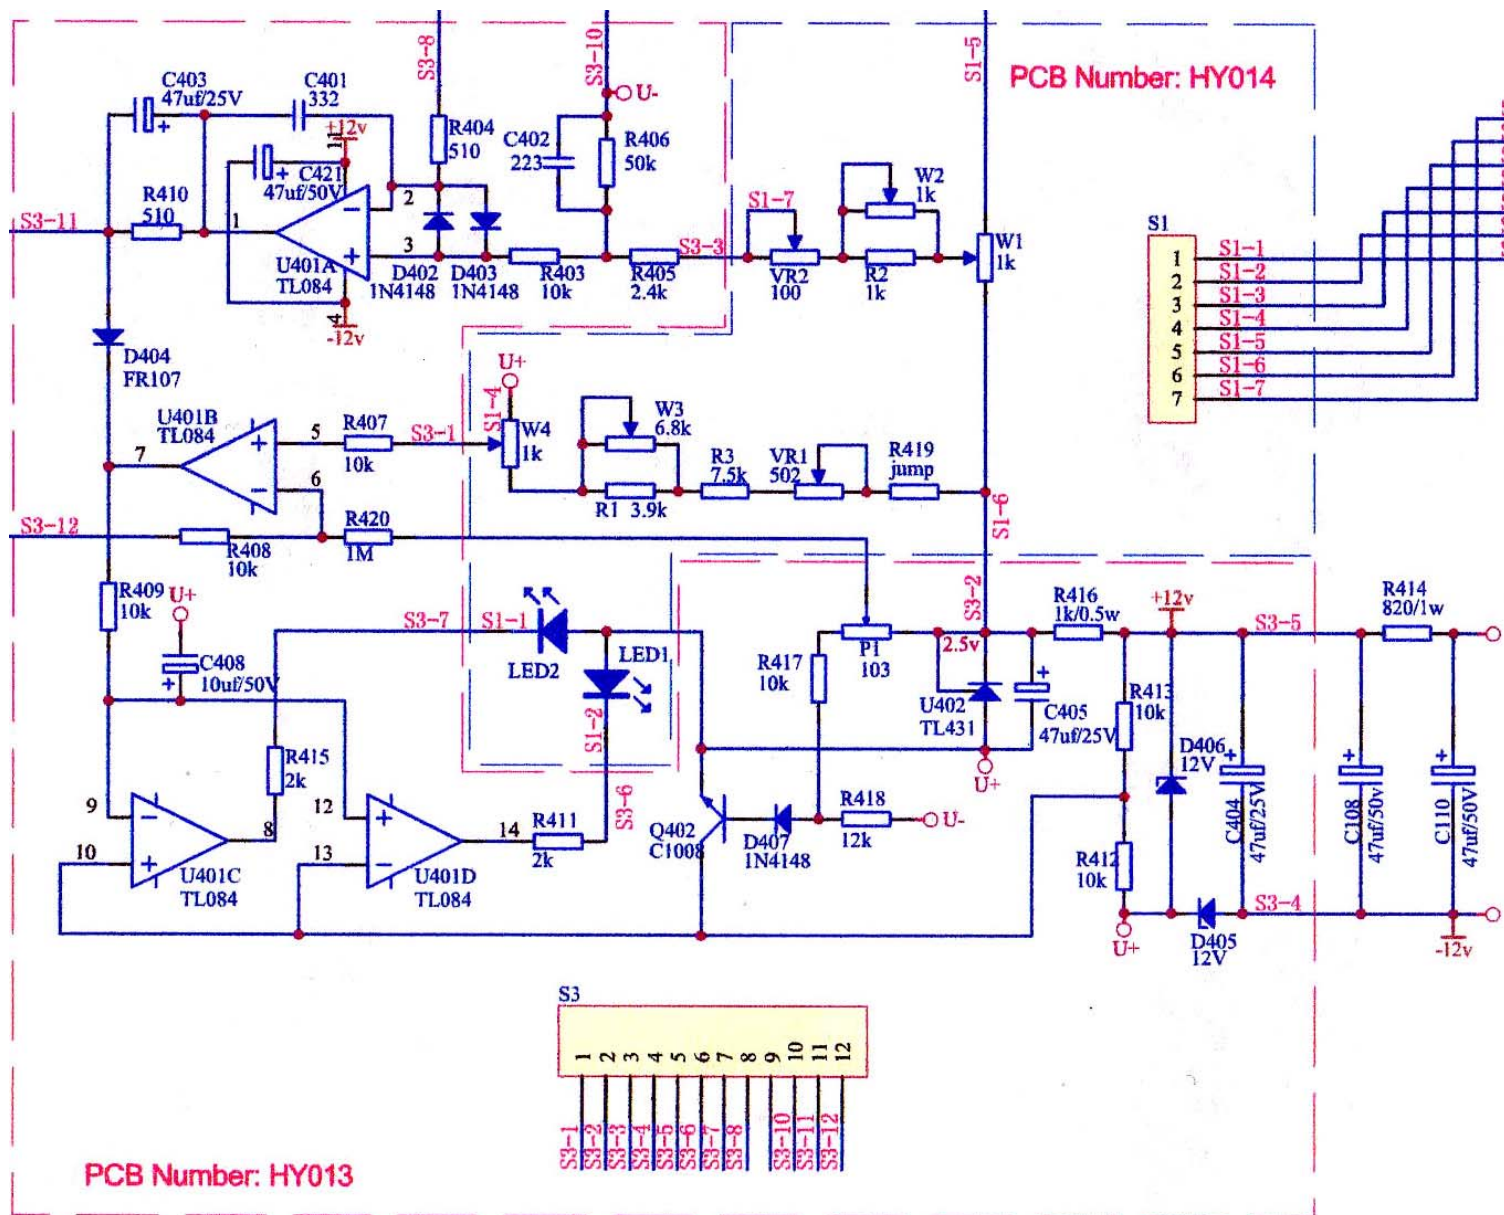 S3-8
S3-10
S1-5
PCB Number: HY014
C403
47uf/25V
C401
332
U-
+12v
11
R404
510
C402
223
R406
50k
C421
47uf/50V
R410
510
S3-11
1
2
3
U401A
TL084
D402
1N4148
D403
1N4148
R403
10k
R405
2.4k
S3-3
S1-7
VR2
100
W2
1k
R2
1k
W1
1k
4
-12v
S1
1
2
3
4
5
6
7
S1-1
S1-2
S1-3
S1-4
S1-5
S1-6
S1-7
D404
FR107
U+
S1-4
U401B
TL084
7
5
6
R407
10k
S3-1
W4
1k
W3
6.8k
R1 3.9k
R3
7.5k
VR1
502
R419
jump
S1-6
S3-12
R408
10k
R420
1M
R409
10k
U+
C408
10uf/50V
S3-7
S1-1
LED2
LED1
S1-2
S3-6
R417
10k
P1
103
S3-2
2.5v
U402
TL431
C405
47uf/25V
U+
R416
1k/0.5w
+12v
S3-5
R414
820/1w
R413
10k
D406
12V
C404
47uf/25V
C108
47uf/50v
C110
47uf/50V
R415
2k
9
10
8
U401C
TL084
12
13
14
U401D
TL084
R411
2k
Q402
C1008
D407
1N4148
R418
12k
U-
R412
10k
U+
D405
12V
S3-4
-12v
S3
1
2
3
4
5
6
7
8
9
10
11
12
S3-1
S3-2
S3-3
S3-4
S3-5
S3-6
S3-7
S3-8
S3-10
S3-11
S3-12
PCB Number: HY013